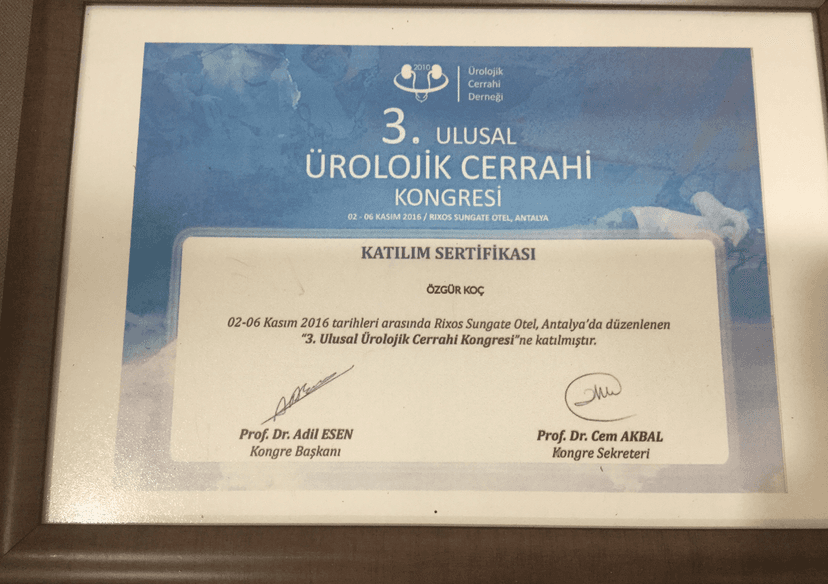 2010
Ürolojik
Cerrahi
Derneği
3. ULUSAL
ÜROLOJİK CERRAHİ
KONGRESİ
02 - 06 KASIM 2016 / RIXOS SUNGATE OTEL, ANTALYA
KATILIM SERTİFİKASI
ÖZGÜR KOÇ
02-06 Kasım 2016 tarihleri arasında Rixos Sungate Otel, Antalya'da düzenlenen
"3. Ulusal Ürolojik Cerrahi Kongresi"ne katılmıştır.
Prof. Dr. Adil ESEN
Kongre Başkanı
Prof. Dr. Cem AKBAL
Kongre Sekreteri